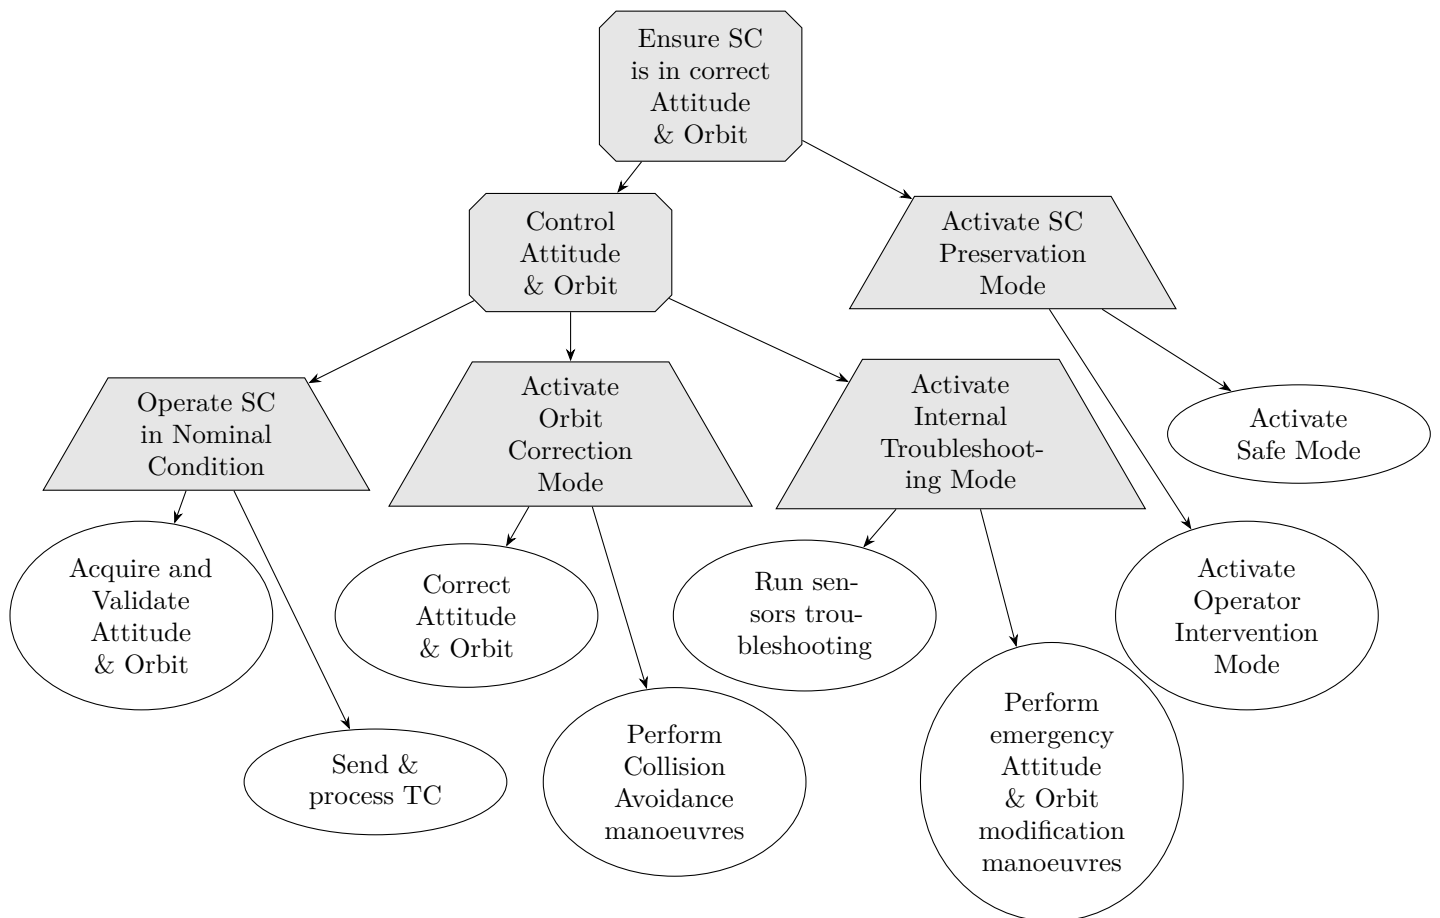 Ensure SC
is in correct
Attitude
& Orbit
Control
Attitude
& Orbit
Activate SC
Preservation
Mode
Operate SC
in Nominal
Condition
Activate
Orbit
Correction
Mode
Activate
Internal
Troubleshoot-
ing Mode
Activate
Safe Mode
Acquire and
Validate
Attitude
& Orbit
Correct
Attitude
& Orbit
Run sen-
sors trou-
bleshooting
Activate
Operator
Intervention
Mode
Send &
process TC
Perform
Collision
Avoidance
manoeuvres
Perform
emergency
Attitude
& Orbit
modification
manoeuvres